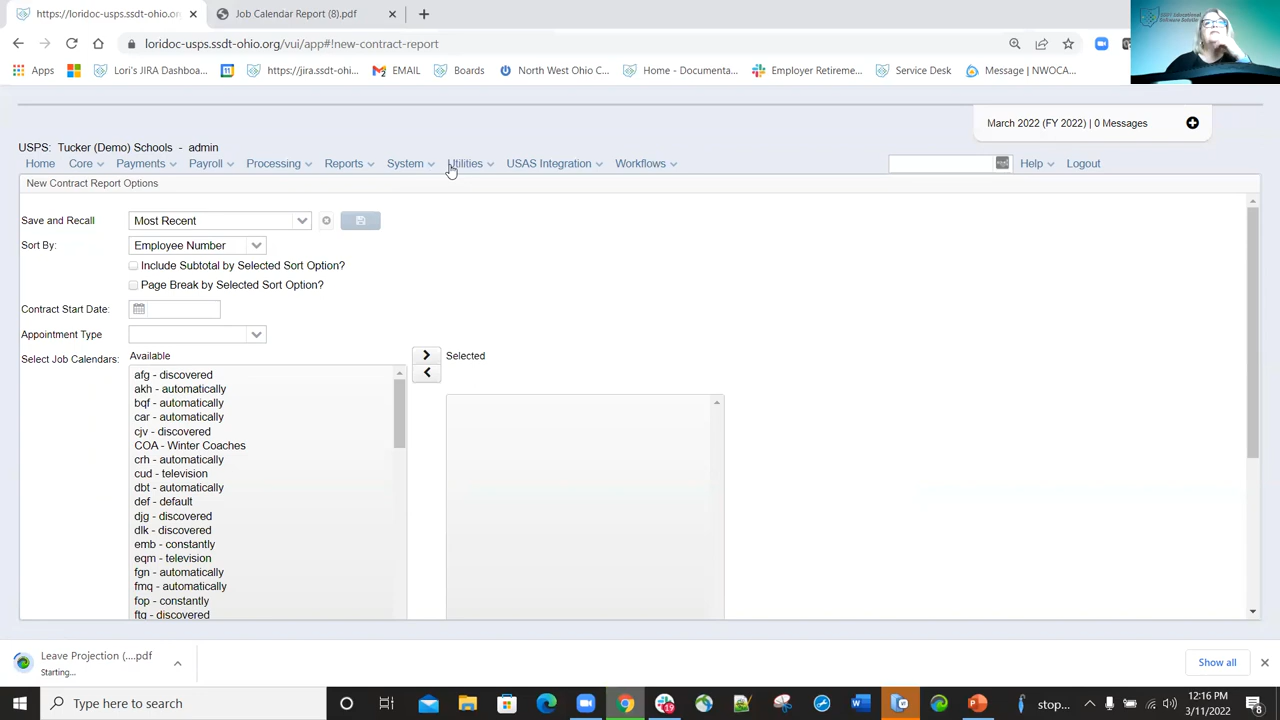 https://loridoc-usps.ssdt-ohio.or
Job Calendar Report (8).pdf
loridoc-usps.ssdt-ohio.org/vui/app#!new-contract-report
Apps
Lori's JIRA Dashboa...
https://jira.ssdt-ohi...
EMAIL
Boards
North West Ohio C...
Home - Documenta...
Employer Retireme...
Service Desk
Message | NWOCA...
March 2022 (FY 2022) | 0 Messages
USPS: Tucker (Demo) Schools - admin
Home
Core
Payments
Payroll
Processing
Reports
System
Utilities
USAS Integration
Workflows
Help
Logout
New Contract Report Options
Save and Recall
Most Recent
Sort By:
Employee Number
Include Subtotal by Selected Sort Option?
Page Break by Selected Sort Option?
Contract Start Date:
Appointment Type
Select Job Calendars:
Available
Selected
afg - discovered
akh - automatically
bqf - automatically
car - automatically
cjv - discovered
COA - Winter Coaches
crh - automatically
cud - television
dbt - automatically
def - default
djg - discovered
dlk - discovered
emb - constantly
eqm - television
fgn - automatically
fmq - automatically
fop - constantly
ftg - discovered
Leave Projection (....pdf
Starting...
Show all
Type here to search
19
stop...
12:16 PM
3/11/2022
8